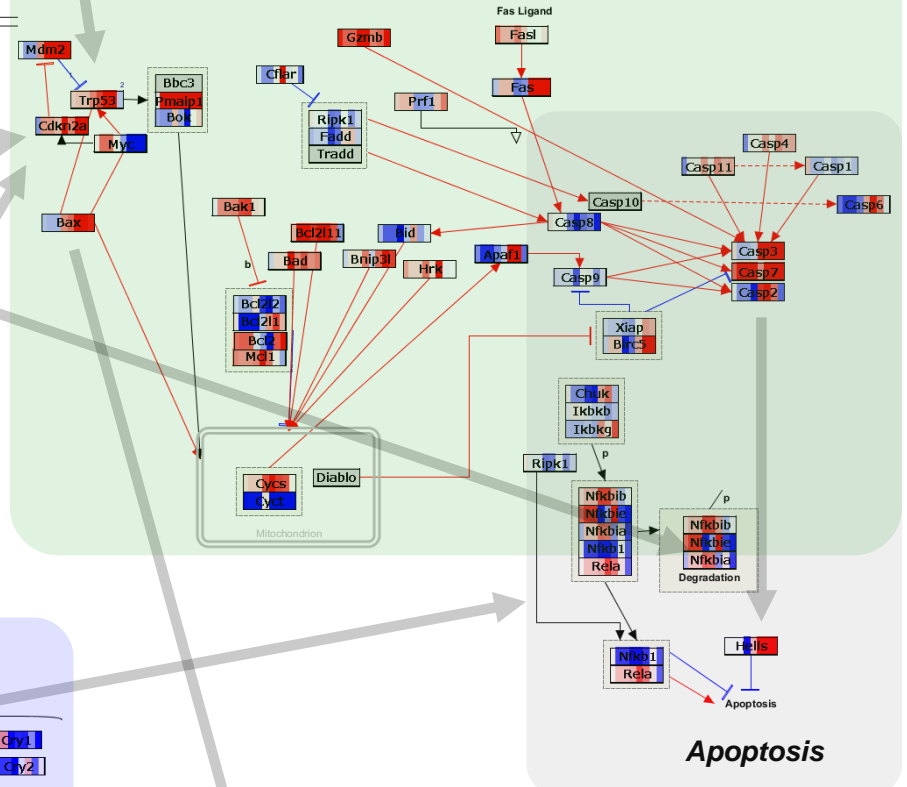 Fas Ligand
Fasl
Gzmb
Mdm2
Cflar
Bbc3
Fas
Trp53
2
Pmaip1
Prf1
Bok
Ripk1
Cdkn2a
Fadd
Myc
Tradd
Casp4
Casp11
Casp1
Bax
Bak1
Casp10
Casp6
Casp8
Bcl2l11
Bid
Casp3
Apaf1
Bad
Bnip3l
Hrk
b
Casp9
Casp7
Casp2
Bcl2l2
Bcl2l1
Bcl2
Mcl1
Xiap
Birc5
Chuk
Ikbkb
Ikbkg
p
Ripk1
Cycs
Cyct
Diablo
Mitochondrion
Nfkbib
Nfkbie
Nfkbia
Nfkb1
Rela
p
Nfkbib
Nfkbie
Nfkbia
Degradation
Nfkb1
Rela
Hells
Apoptosis
Cry1
Cry2
Apoptosis